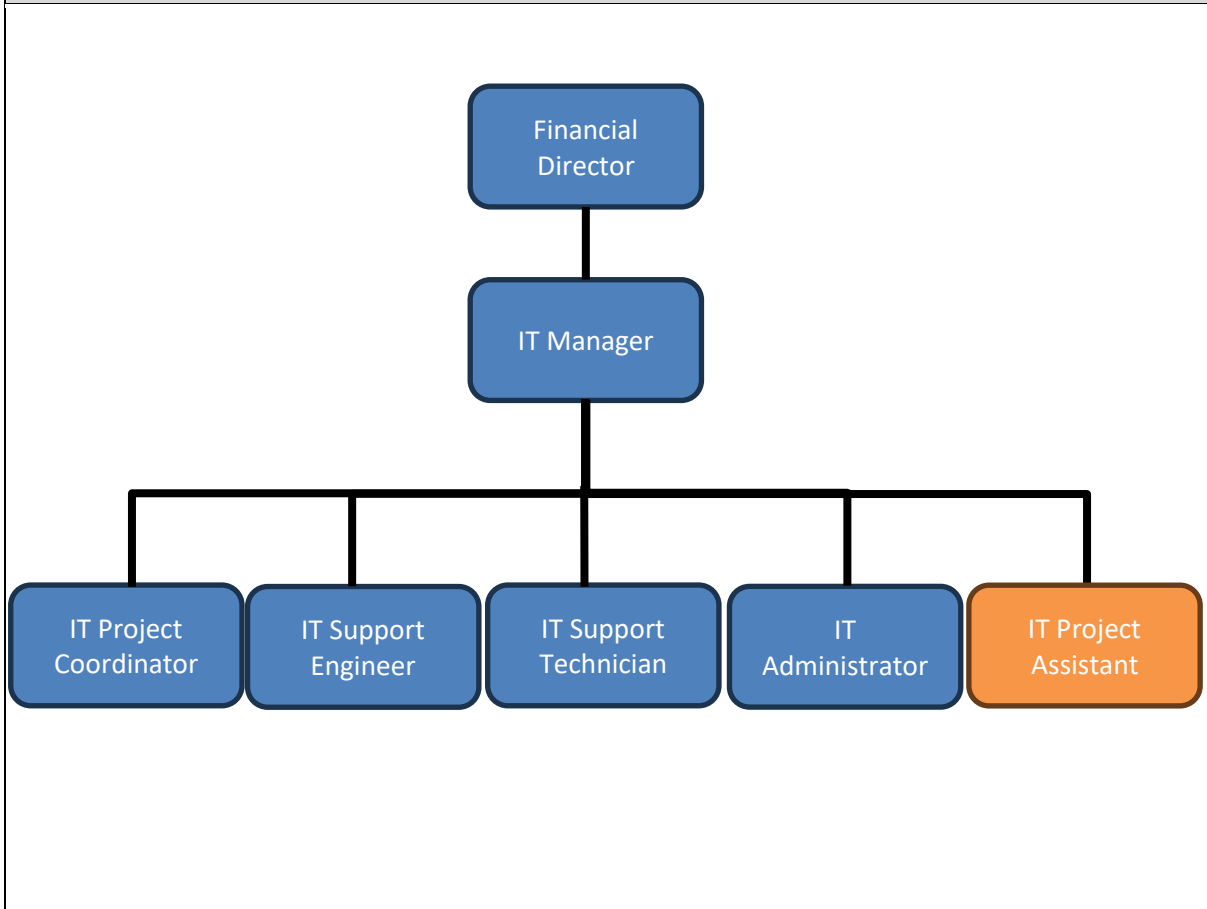 Financial
Director
IT Manager
IT Project
Coordinator
IT Support
Engineer
IT Support
Technician
IT
Administrator
IT Project
Assistant